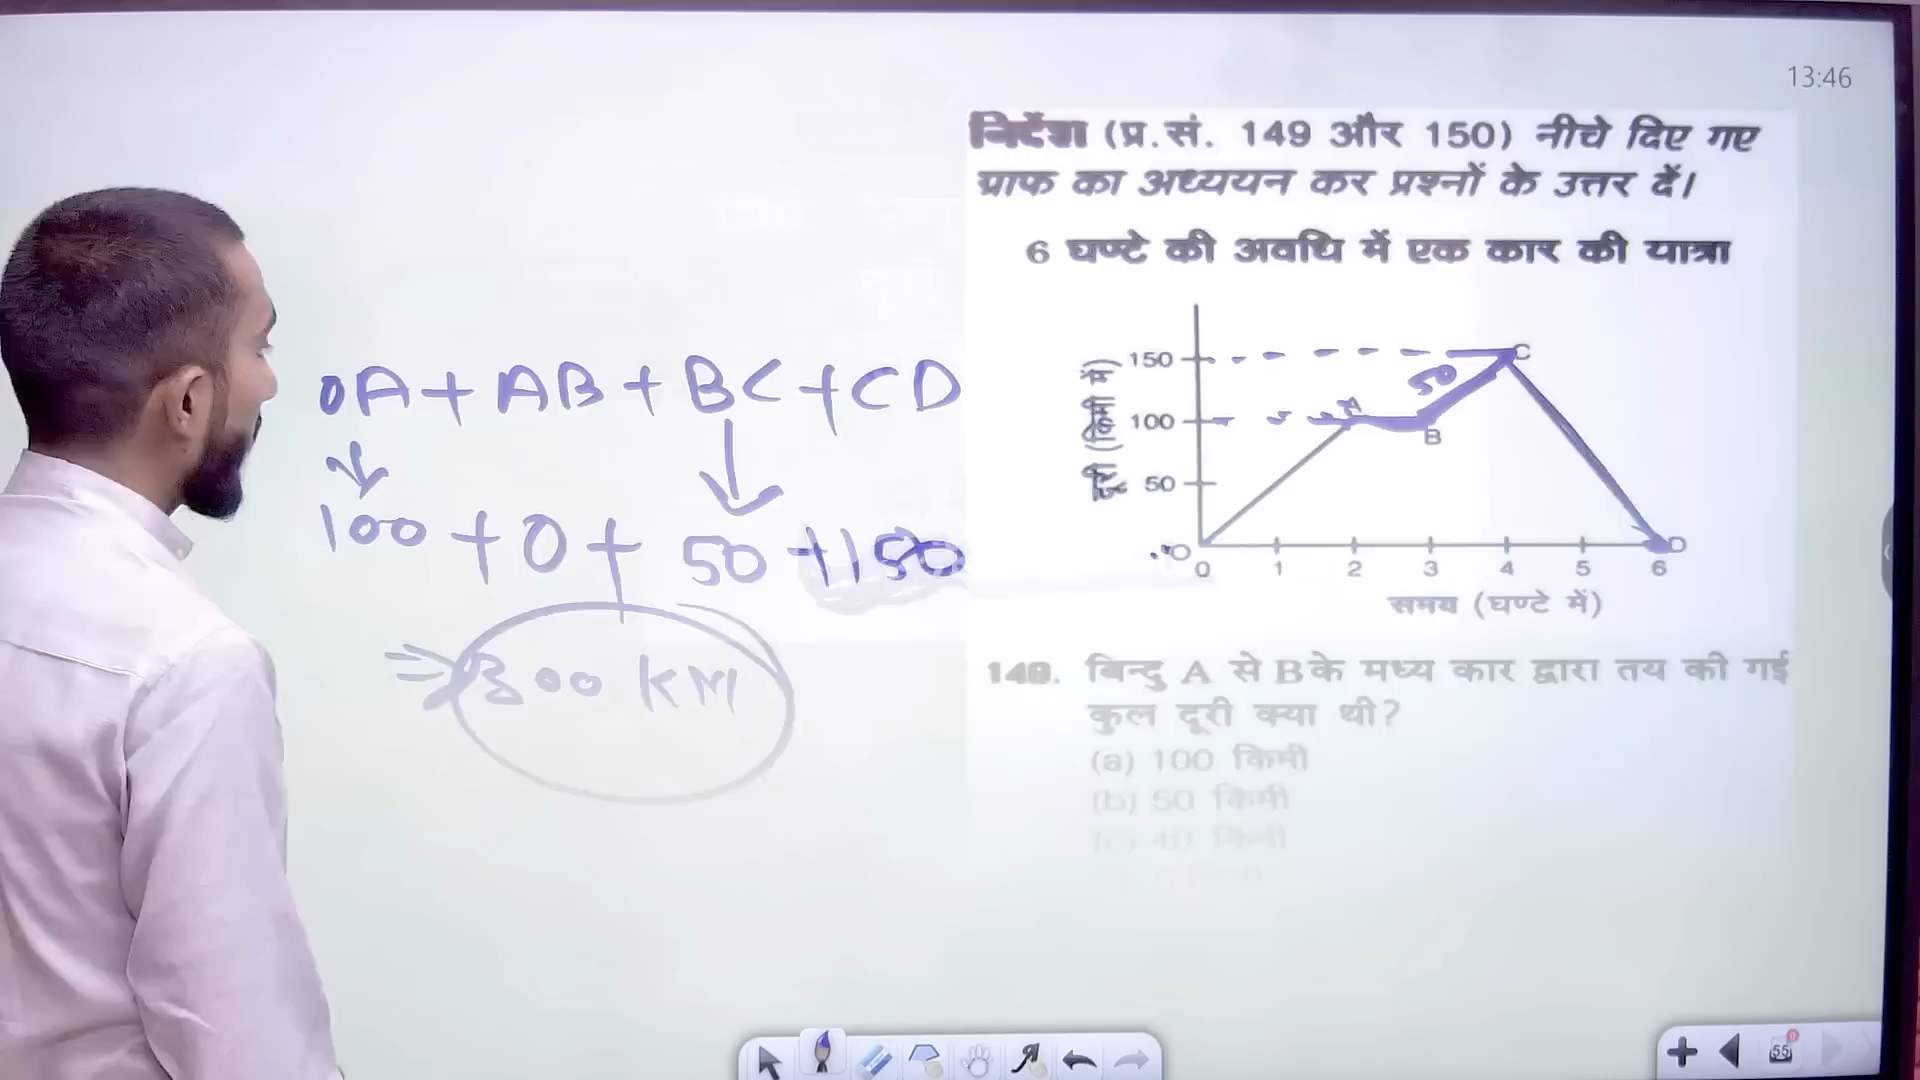 13:46
निर्देश (प्र.सं. 149 और 150) नीचे दिए गए
ग्राफ का अध्ययन कर प्रश्नों के उत्तर दें।
6 घण्टे की अवधि में एक कार की यात्रा
दूरी (किमी में)
150
100
50
O
A
B
C
D
50
0 1 2 3 4 5 6
समय (घण्टे में)
OA + AB + BC + CD
100 + 0 + 50 + 150
⇒ 300 KM
149. बिन्दु A से B के मध्य कार द्वारा तय की गई
कुल दूरी क्या थी?
(a) 100 किमी
(b) 50 किमी
(c) 40 किमी
55